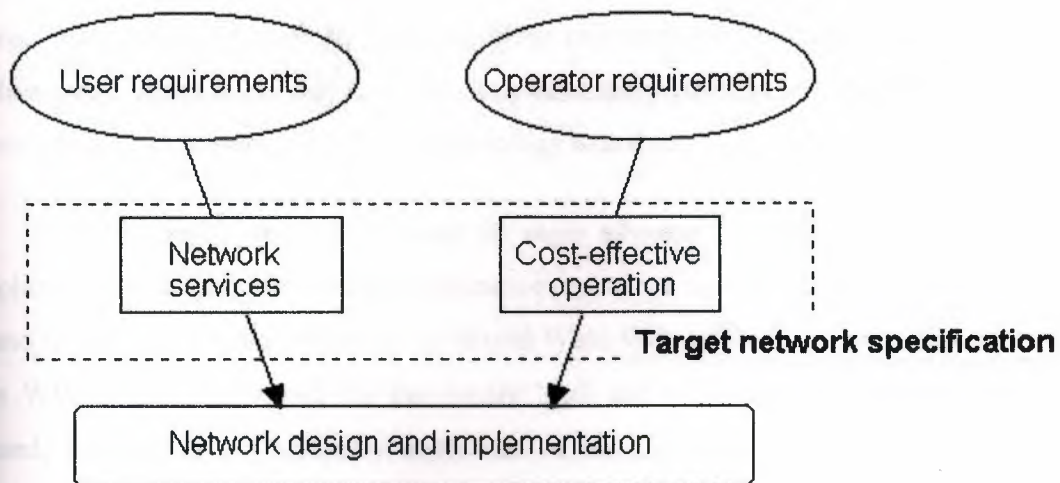 User requirements
Operator requirements
Network
services
Cost-effective
operation
Target network specification
Network design and implementation